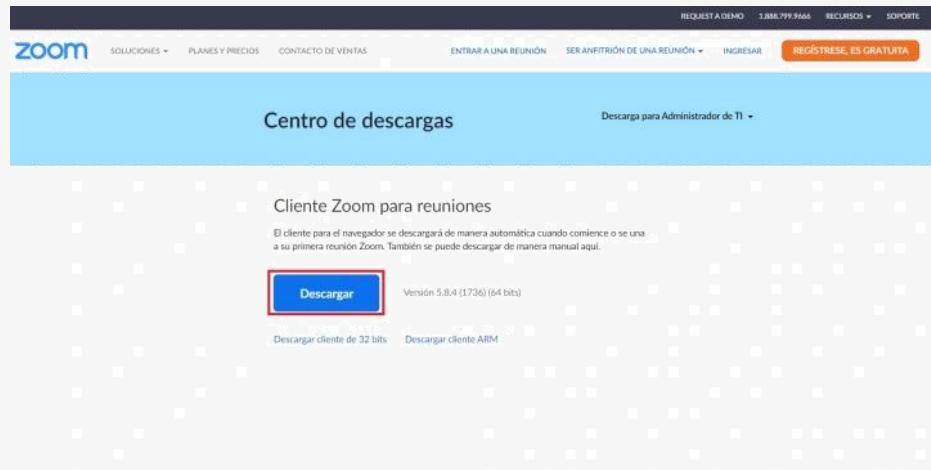 REQUEST A DEMO 1.888.799.9666 RECURSOS SOPORTE
zoom SOLUCIONES PLANES Y PRECIOS CONTACTO DE VENTAS ENTRAR A UNA REUNIÓN SER ANFITRIÓN DE UNA REUNIÓN INGRESAR REGÍSTRESE, ES GRATUITA
Centro de descargas Descarga para Administrador de TI
Cliente Zoom para reuniones
El cliente para el navegador se descargará de manera automática cuando comience o se una
a su primera reunión Zoom. También se puede descargar de manera manual aquí.
Descargar Versión 5.8.4 (1736) (64 bits)
Descargar cliente de 32 bits Descargar cliente ARM